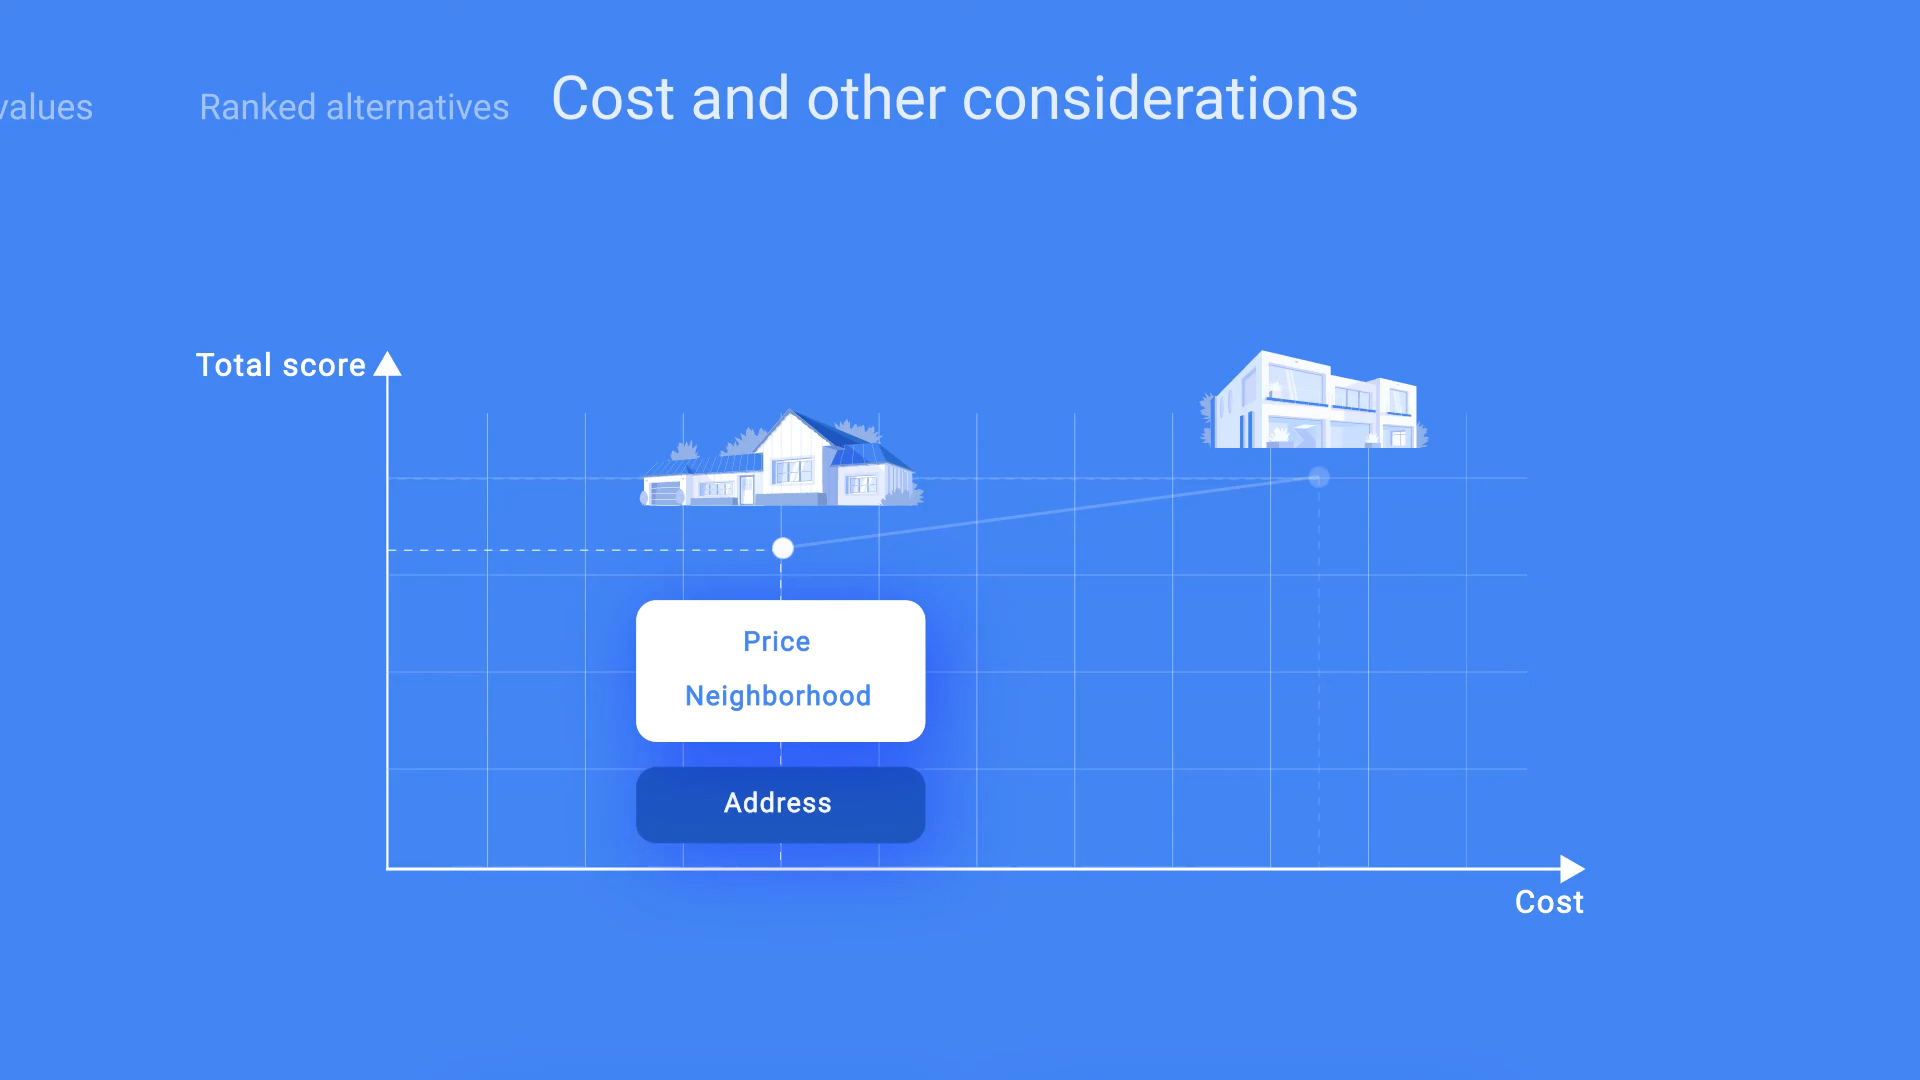 values
Ranked alternatives
Cost and other considerations
Total score
Price
Neighborhood
Address
Cost